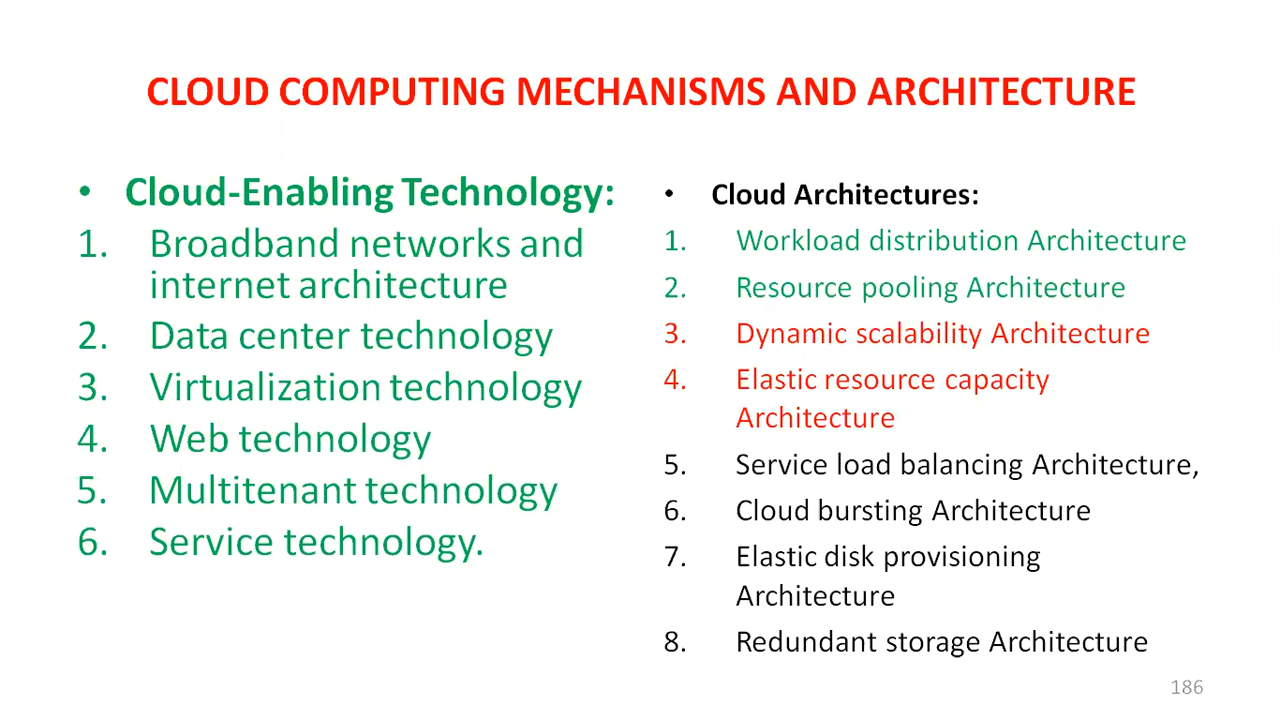 CLOUD COMPUTING MECHANISMS AND ARCHITECTURE
• Cloud-Enabling Technology:
1. Broadband networks and
internet architecture
2. Data center technology
3. Virtualization technology
4. Web technology
5. Multitenant technology
6. Service technology.
• Cloud Architectures:
1. Workload distribution Architecture
2. Resource pooling Architecture
3. Dynamic scalability Architecture
4. Elastic resource capacity
Architecture
5. Service load balancing Architecture,
6. Cloud bursting Architecture
7. Elastic disk provisioning
Architecture
8. Redundant storage Architecture
186